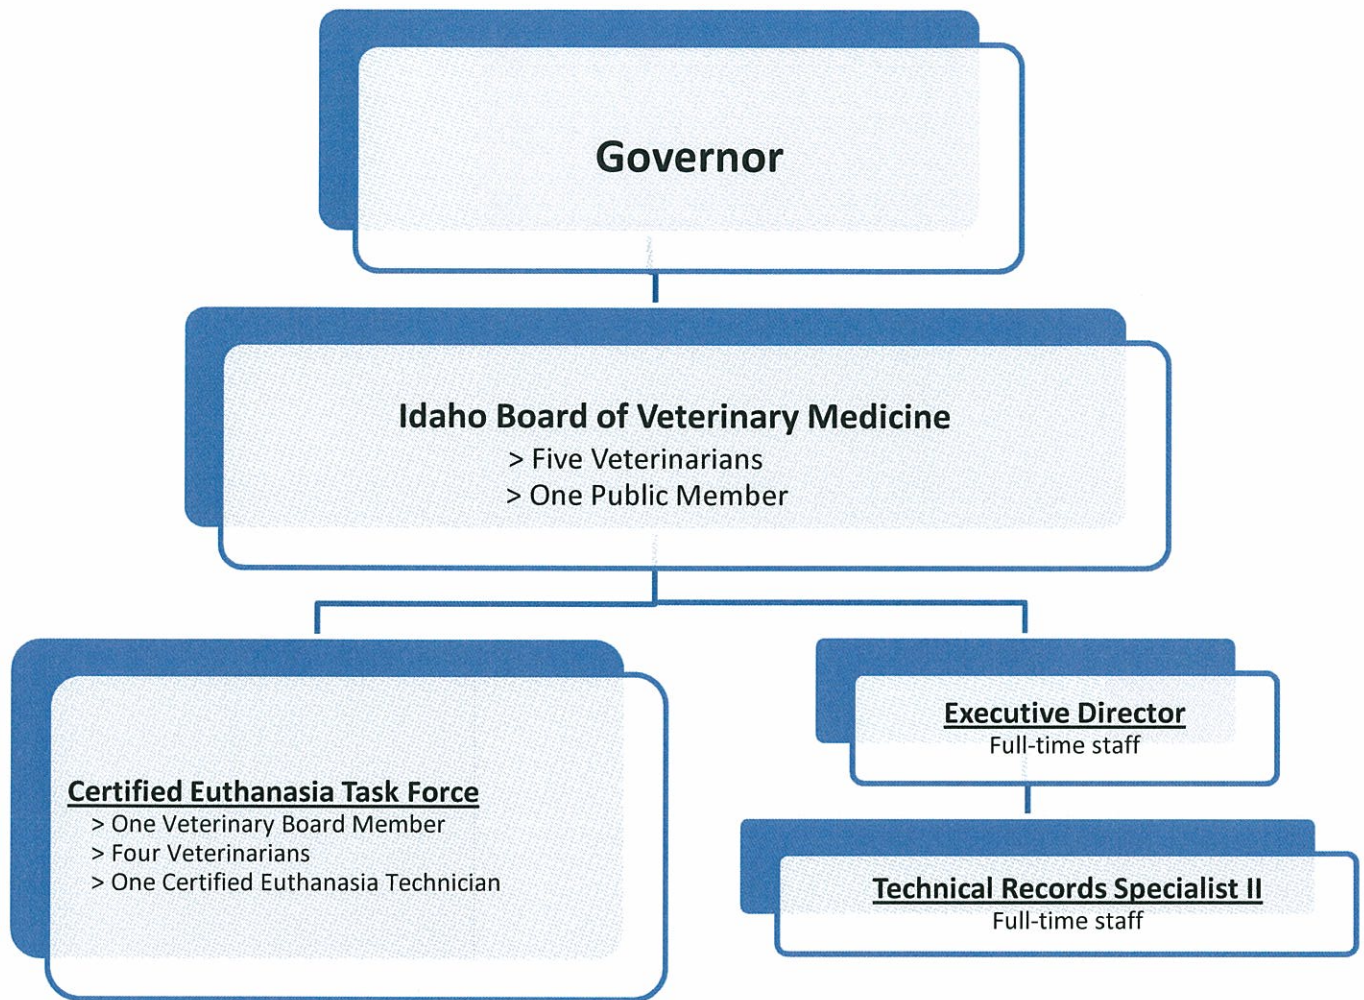 Governor
Idaho Board of Veterinary Medicine
> Five Veterinarians
> One Public Member
Certified Euthanasia Task Force
> One Veterinary Board Member
> Four Veterinarians
> One Certified Euthanasia Technician
Executive Director
Full-time staff
Technical Records Specialist II
Full-time staff